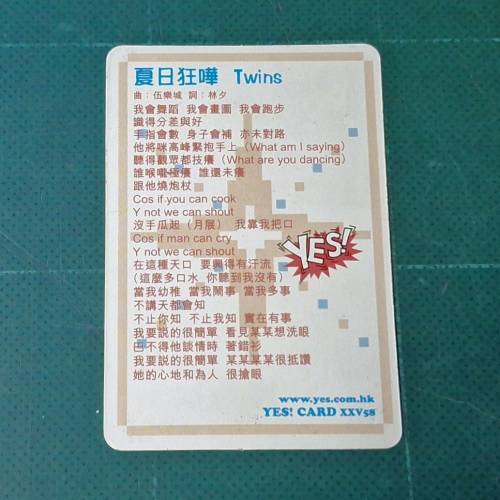 夏日狂嘩 Twins
曲：伍樂城 詞：林夕
我會舞蹈 我會畫圖 我會跑步
識得分差與好
手指會數 身子會補 亦未對路
他將咪高峰緊抱手上（What am I saying）
聽得觀眾都技癢（What are you dancing）
誰喉嚨極癢 誰還未癢
跟他燒炮杖
Cos if you can cook
Y not we can shout
沒手瓜起（月展） 我靠我把口
Cos if man can cry
Y not we can shout
在這種天口 要興得有汗流
（這麼多口水 你聽到我沒有）
當我幼稚 當我鬧事 當我多事
不講天都會知
不止你知 不止我知 實在有事
我要說的很簡單 看見某某想洗眼
巴不得他談情時 著錯衫
我要說的很簡單 某某某某很抵讚
她的心地和為人 很搶眼
YES!
www.yes.com.hk
YES! CARD XXV58